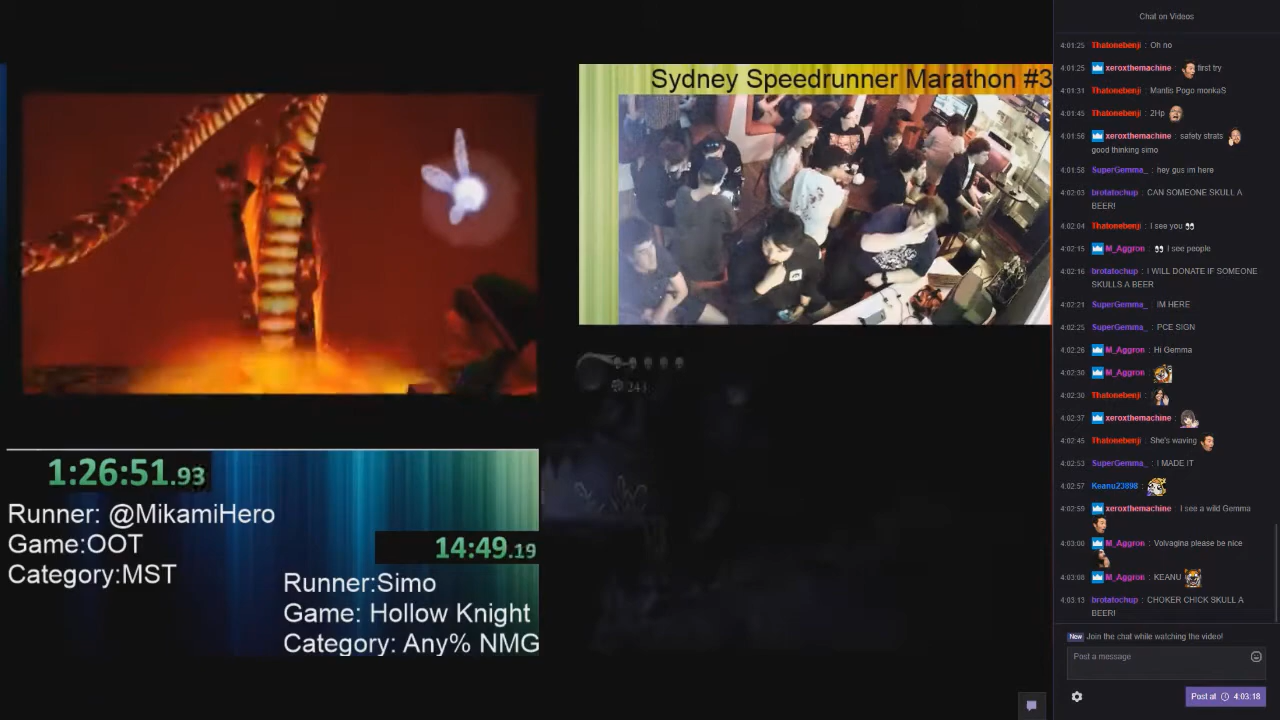 Sydney Speedrunner Marathon #3
241
1:26:51.93
Runner: @MikamiHero
Game:OOT
Category:MST
14:49.19
Runner:Simo
Game: Hollow Knight
Category: Any% NMG
Chat on Videos
4:01:25 Thatonebenji : Oh no
4:01:25 xeroxthemachine : first try
4:01:31 Thatonebenji : Mantis Pogo monkaS
4:01:45 Thatonebenji : 2Hp
4:01:56 xeroxthemachine : safety strats
good thinking simo
4:01:58 SuperGemma_ : hey gus im here
4:02:03 brotatochup : CAN SOMEONE SKULL A
BEER!
4:02:04 Thatonebenji : I see you 👀
4:02:15 M_Aggron : 👀 I see people
4:02:16 brotatochup : I WILL DONATE IF SOMEONE
SKULLS A BEER
4:02:21 SuperGemma_ : IM HERE
4:02:25 SuperGemma_ : PCE SIGN
4:02:26 M_Aggron : Hi Gemma
4:02:30 M_Aggron :
4:02:30 Thatonebenji :
4:02:37 xeroxthemachine :
4:02:45 Thatonebenji : She's waving
4:02:53 SuperGemma_ : I MADE IT
4:02:57 Keanu23898 :
4:02:59 xeroxthemachine I see a wild Gemma
4:03:00 M_Aggron : Volvagina please be nice
4:03:08 M_Aggron : KEANU
4:03:13 brotatochup : CHOKER CHICK SKULL A
BEER!
New Join the chat while watching the video!
Post a message
Post at 4:03:18